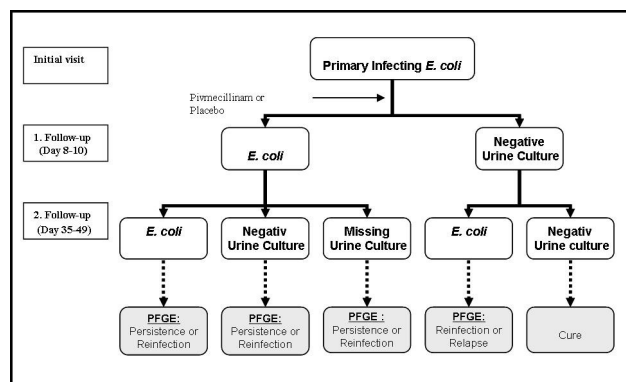 Initial visit
Primary Infecting E. coli
Pivmecillinam or
Placebo
1. Follow-up
(Day 8-10)
E. coli
Negative
Urine Culture
2. Follow-up
(Day 35-49)
E. coli
Negativ
Urine Culture
Missing
Urine Culture
E. coli
Negativ
Urine culture
PFGE:
Persistence or
Reinfection
PFGE:
Persistence or
Reinfection
PFGE :
Persistence or
Reinfection
PFGE:
Reinfection or
Relapse
Cure